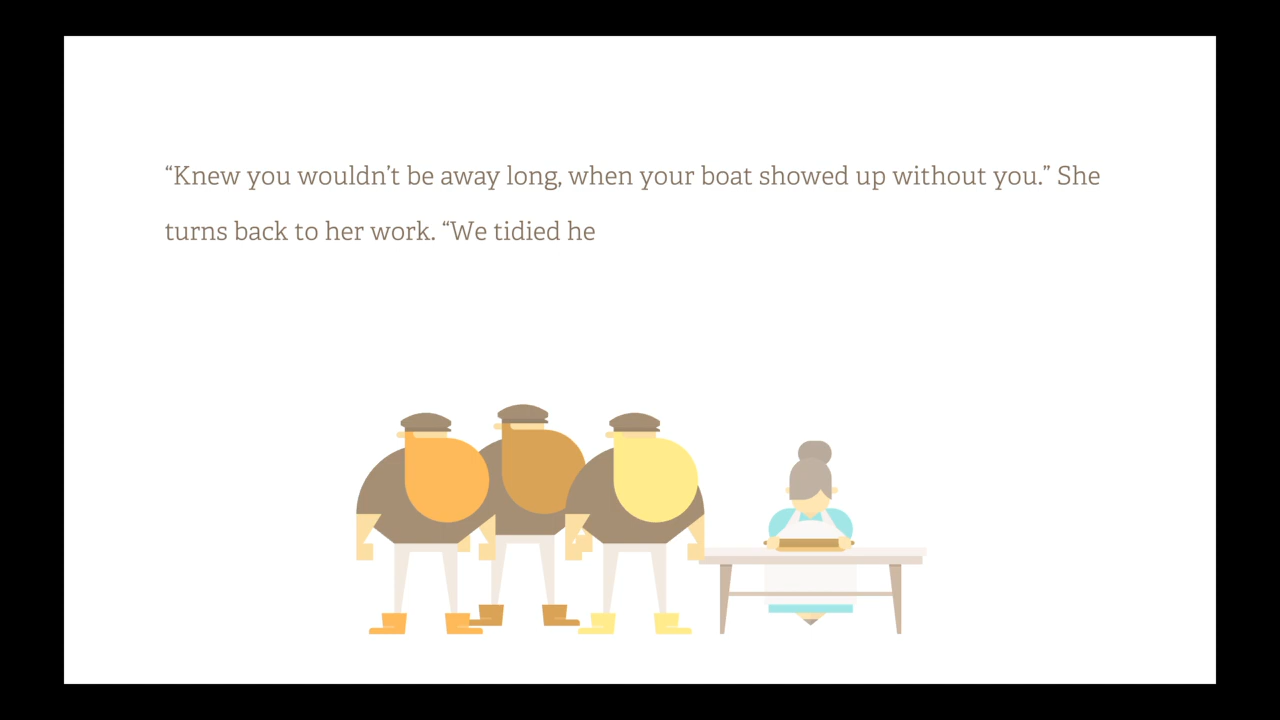 “Knew you wouldn’t be away long, when your boat showed up without you.” She
turns back to her work. “We tidied he